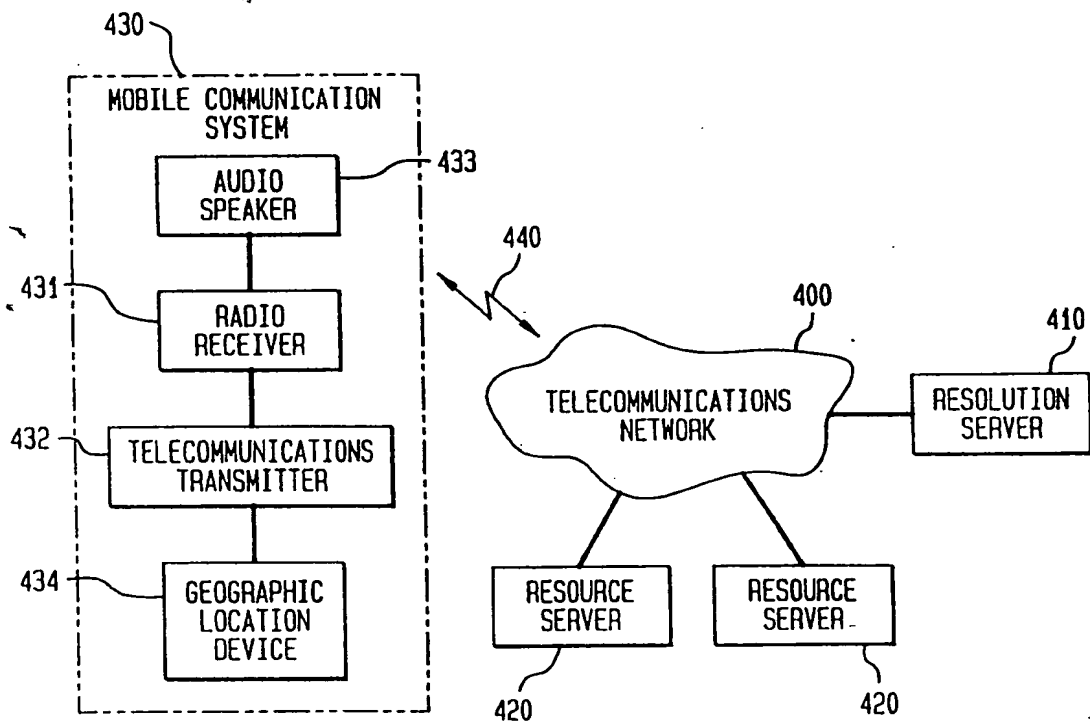 430
MOBILE COMMUNICATION
SYSTEM
AUDIO
SPEAKER
433
431
RADIO
RECEIVER
432
TELECOMMUNICATIONS
TRANSMITTER
434
GEOGRAPHIC
LOCATION
DEVICE
440
400
TELECOMMUNICATIONS
NETWORK
410
RESOLUTION
SERVER
RESOURCE
SERVER
420
RESOURCE
SERVER
420